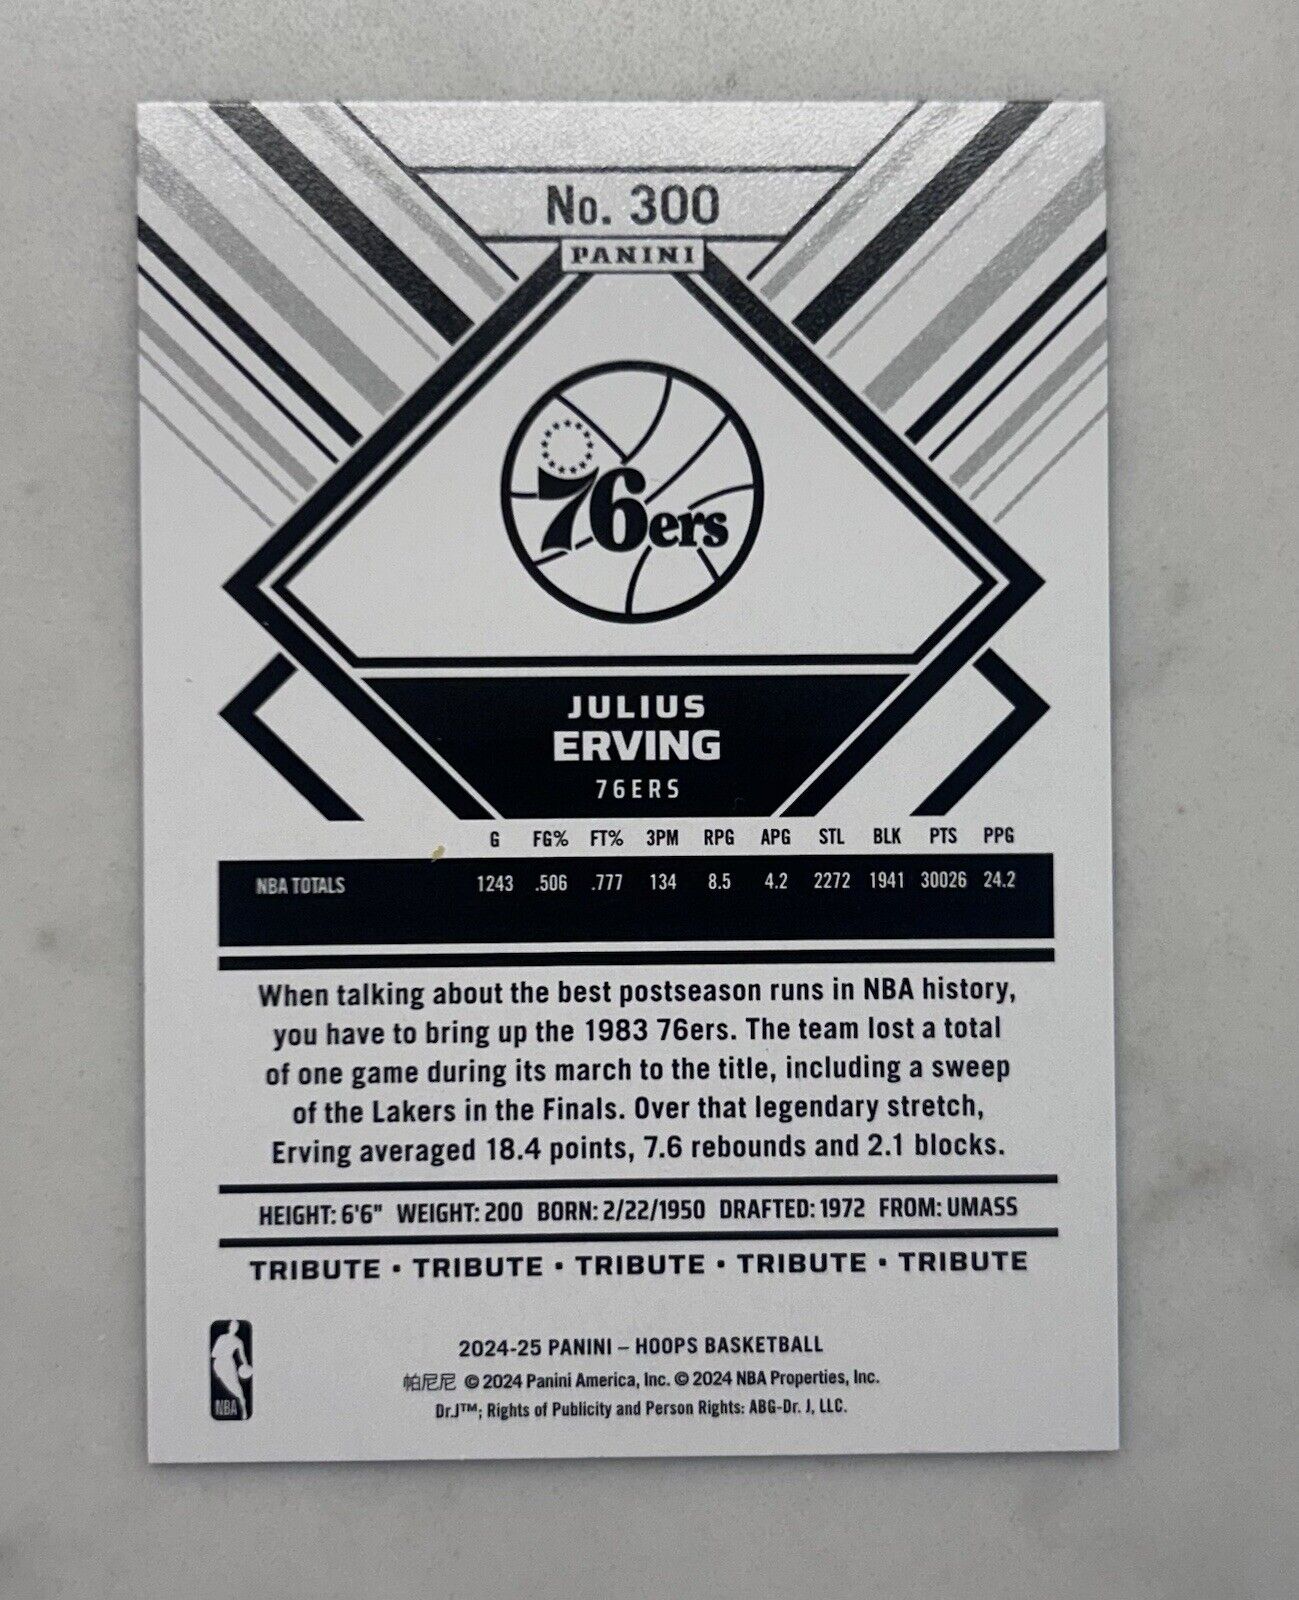 No. 300
PANINI
76ers
JULIUS
ERVING
76ERS
G FG% FT% 3PM RPG APG STL BLK PTS PPG
NBA TOTALS 1243 .506 .777 134 8.5 4.2 2272 1941 30026 24.2
When talking about the best postseason runs in NBA history,
you have to bring up the 1983 76ers. The team lost a total
of one game during its march to the title, including a sweep
of the Lakers in the Finals. Over that legendary stretch,
Erving averaged 18.4 points, 7.6 rebounds and 2.1 blocks.
HEIGHT: 6'6" WEIGHT: 200 BORN: 2/22/1950 DRAFTED: 1972 FROM: UMASS
TRIBUTE • TRIBUTE • TRIBUTE • TRIBUTE • TRIBUTE
2024-25 PANINI – HOOPS BASKETBALL
帕尼尼 © 2024 Panini America, Inc. © 2024 NBA Properties, Inc.
Dr.J™; Rights of Publicity and Person Rights: ABG-Dr. J, LLC.
NBA